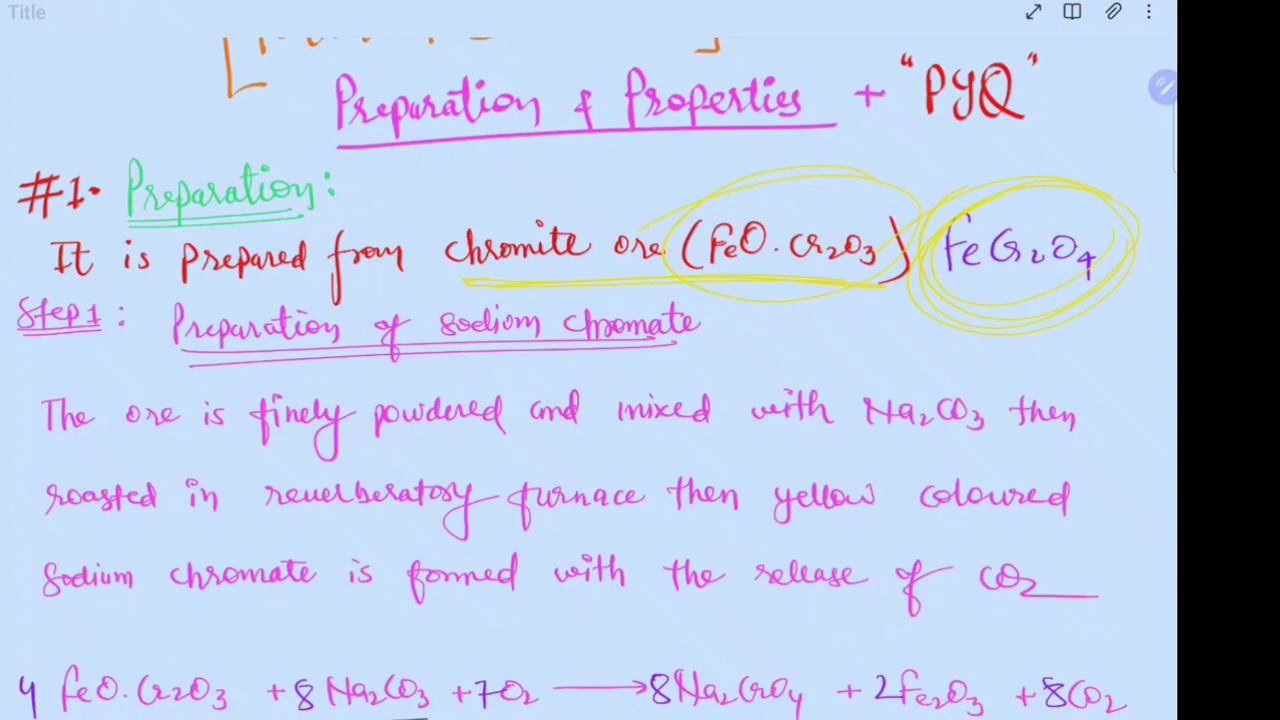 Title
Preparation & Properties + "PYQ"
#1. Preparation:
It is prepared from chromite ore (FeO.Cr2O3) FeCr2O4
Step 1: Preparation of sodium chromate
The ore is finely powdered and mixed with Na2CO3 then
roasted in reverberatory furnace then yellow coloured
sodium chromate is formed with the release of CO2
4 FeO.Cr2O3 + 8 Na2CO3 + 7O2 → 8Na2CrO4 + 2Fe2O3 + 8CO2